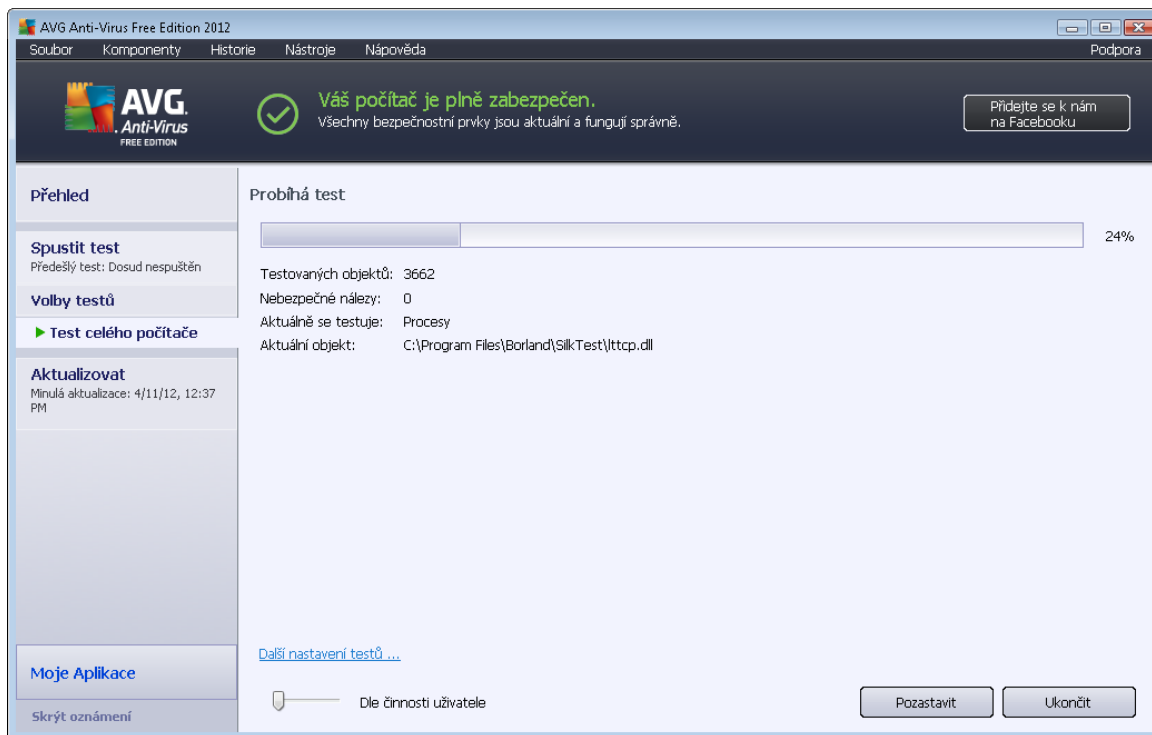 AVG Anti-Virus Free Edition 2012
Soubor Komponenty Historie Nástroje Nápověda Podpora
AVG.
Anti-Virus
FREE EDITION
Váš počítač je plně zabezpečen.
Všechny bezpečnostní prvky jsou aktuální a fungují správně.
Přidejte se k nám
na Facebooku
Přehled
Spustit test
Předešlý test: Dosud nespuštěn
Volby testů
Test celého počítače
Aktualizovat
Minulá aktualizace: 4/11/12, 12:37
PM
Moje Aplikace
Skrýt oznámení
Probíhá test
24%
Testovaných objektů: 3662
Nebezpečné nálezy: 0
Aktuálně se testuje: Procesy
Aktuální objekt: C:\Program Files\Borland\SilkTest\lttcp.dll
Další nastavení testů ...
Dle činnosti uživatele
Pozastavit
Ukončit